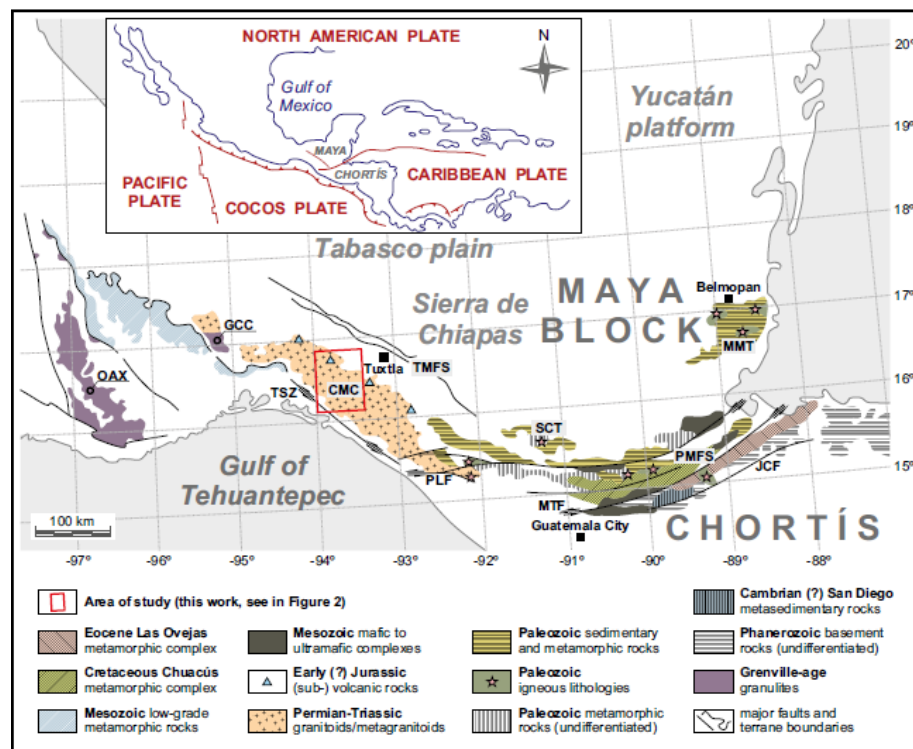 NORTH AMERICAN PLATE
N
Gulf of
Mexico
MAYA
CHORTÍS
CARIBBEAN PLATE
PACIFIC
PLATE
COCOS PLATE
20°
19°
18°
17°
16°
15°
Yucatán
platform
Tabasco plain
Sierra de
Chiapas
MAYA
BLOCK
Belmopan
MMT
GCC
OAX
Tuxtla
TMFS
CMC
TSZ
SCT
PLF
PMFS
JCF
MTF
Gulf of
Tehuantepec
Guatemala City
CHORTÍS
100 km
-97° -96° -95° -94° -93° -92° -91° -90° -89° -88°
Area of study (this work, see in Figure 2)
Cambrian (?) San Diego
metasedimentary rocks
Eocene Las Ovejas
metamorphic complex
Mesozoic mafic to
ultramafic complexes
Paleozoic sedimentary
and metamorphic rocks
Phanerozoic basement
rocks (undifferentiated)
Cretaceous Chuacús
metamorphic complex
Early (?) Jurassic
(sub-) volcanic rocks
Paleozoic
igneous lithologies
Grenville-age
granulites
Mesozoic low-grade
metamorphic rocks
Permian-Triassic
granitoids/metagranitoids
Paleozoic metamorphic
rocks (undifferentiated)
major faults and
terrane boundaries